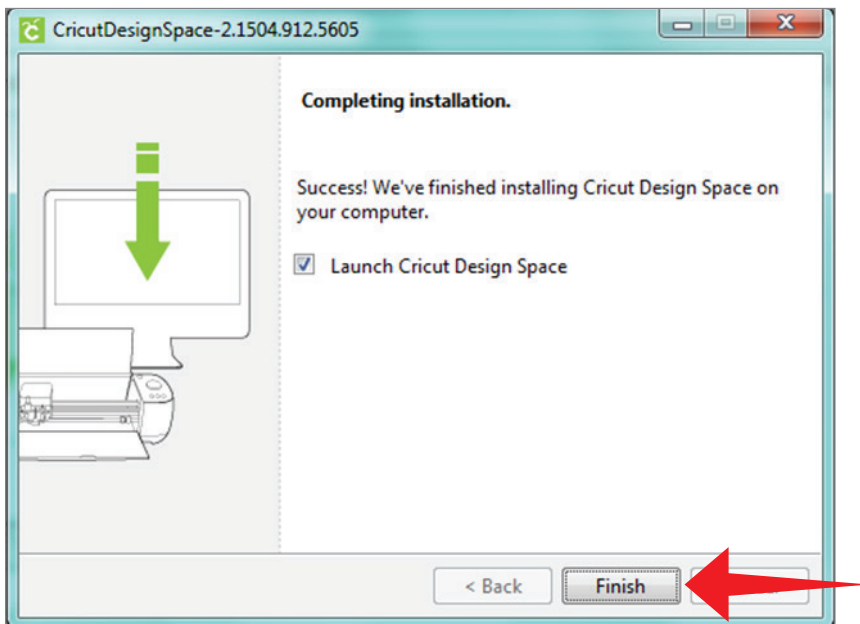 CricutDesignSpace-2.1504.912.5605
Completing installation.
Success! We've finished installing Cricut Design Space on
your computer.
Launch Cricut Design Space
< Back
Finish